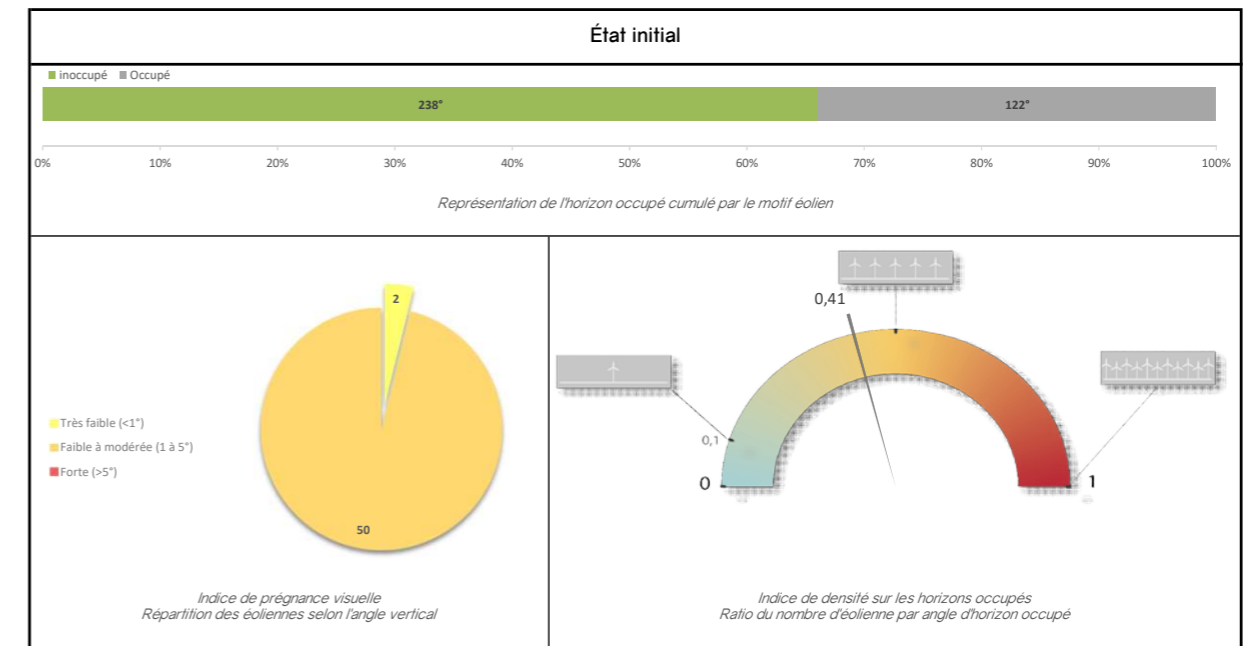 État initial
inoccupé Occupé
238° 122°
0% 10% 20% 30% 40% 50% 60% 70% 80% 90% 100%
Représentation de l'horizon occupé cumulé par le motif éolien
2
Très faible (<1°)
Faible à modérée (1 à 5°)
Forte (>5°)
50
Indice de prégnance visuelle
Répartition des éoliennes selon l'angle vertical
0,41
0,1
0
1
Indice de densité sur les horizons occupés
Ratio du nombre d'éolienne par angle d'horizon occupé